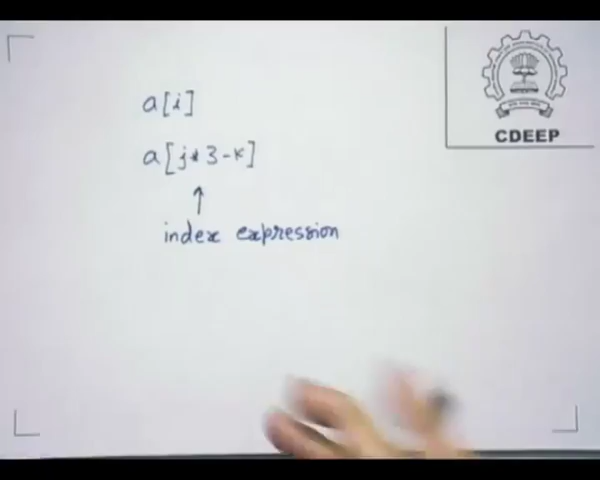 a[i]
a[j*3-k]
↑
index expression
CDEEP